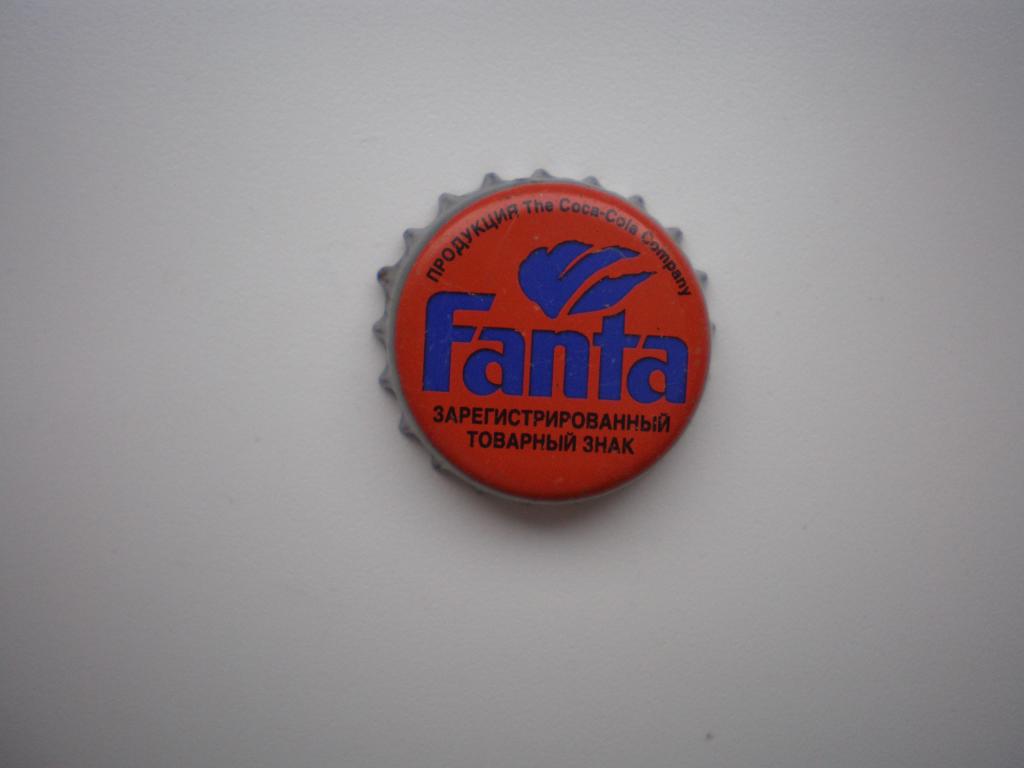 ПРОДУКЦИЯ The Coca-Cola Company
Fanta
ЗАРЕГИСТРИРОВАННЫЙ
ТОВАРНЫЙ ЗНАК